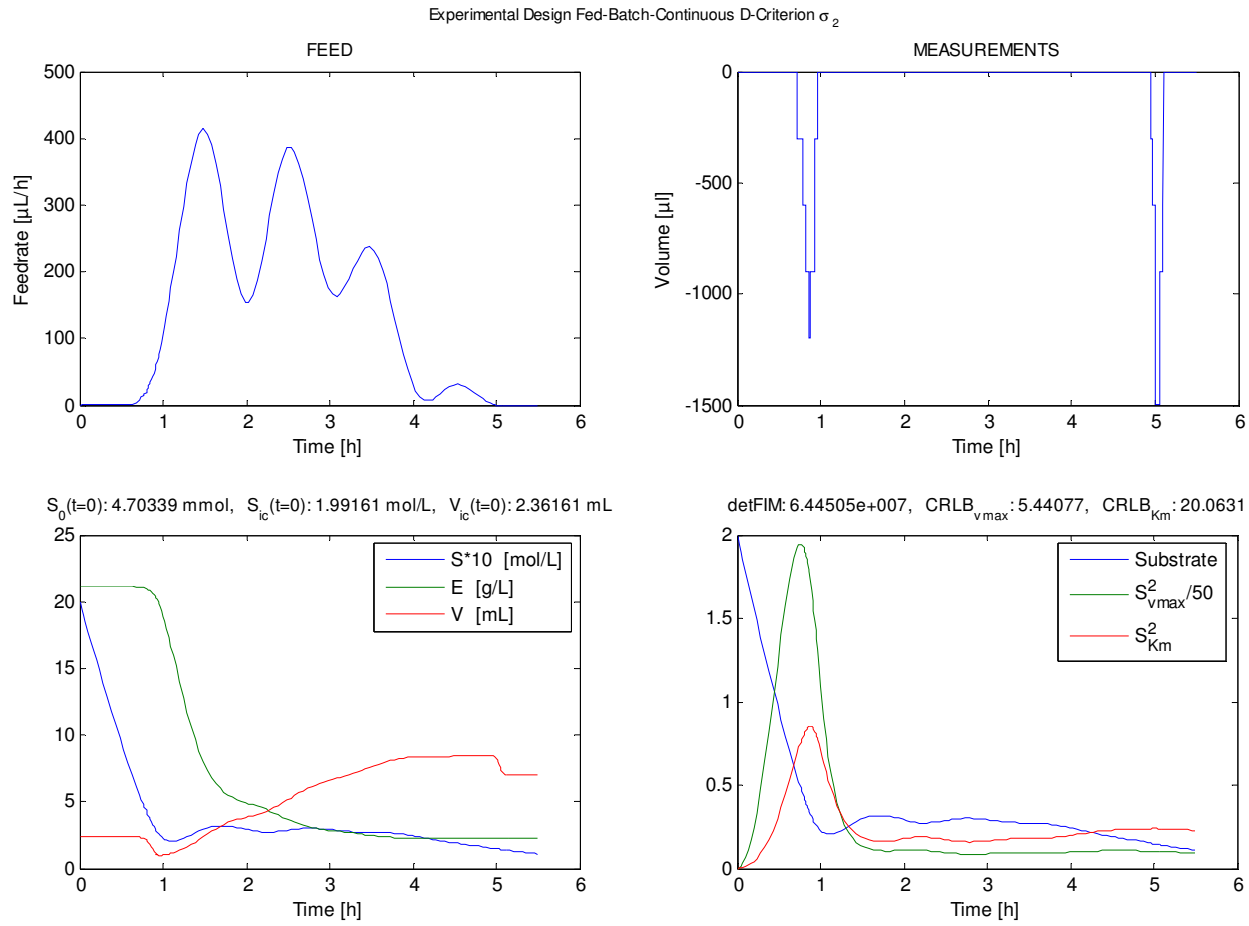 Experimental Design Fed-Batch-Continuous D-Criterion σ2
FEED
500
400
300
200
100
0
Feedrate [µL/h]
0 1 2 3 4 5 6
Time [h]
MEASUREMENTS
0
-500
-1000
-1500
Volume [µl]
0 1 2 3 4 5 6
Time [h]
S0(t=0): 4.70339 mmol, Sic(t=0): 1.99161 mol/L, Vic(t=0): 2.36161 mL
25
20
15
10
5
0
S*10 [mol/L]
E [g/L]
V [mL]
0 1 2 3 4 5 6
Time [h]
detFIM: 6.44505e+007, CRLBvmax: 5.44077, CRLBKm: 20.0631
2
1.5
1
0.5
0
Substrate
S²vmax/50
S²Km
0 1 2 3 4 5 6
Time [h]